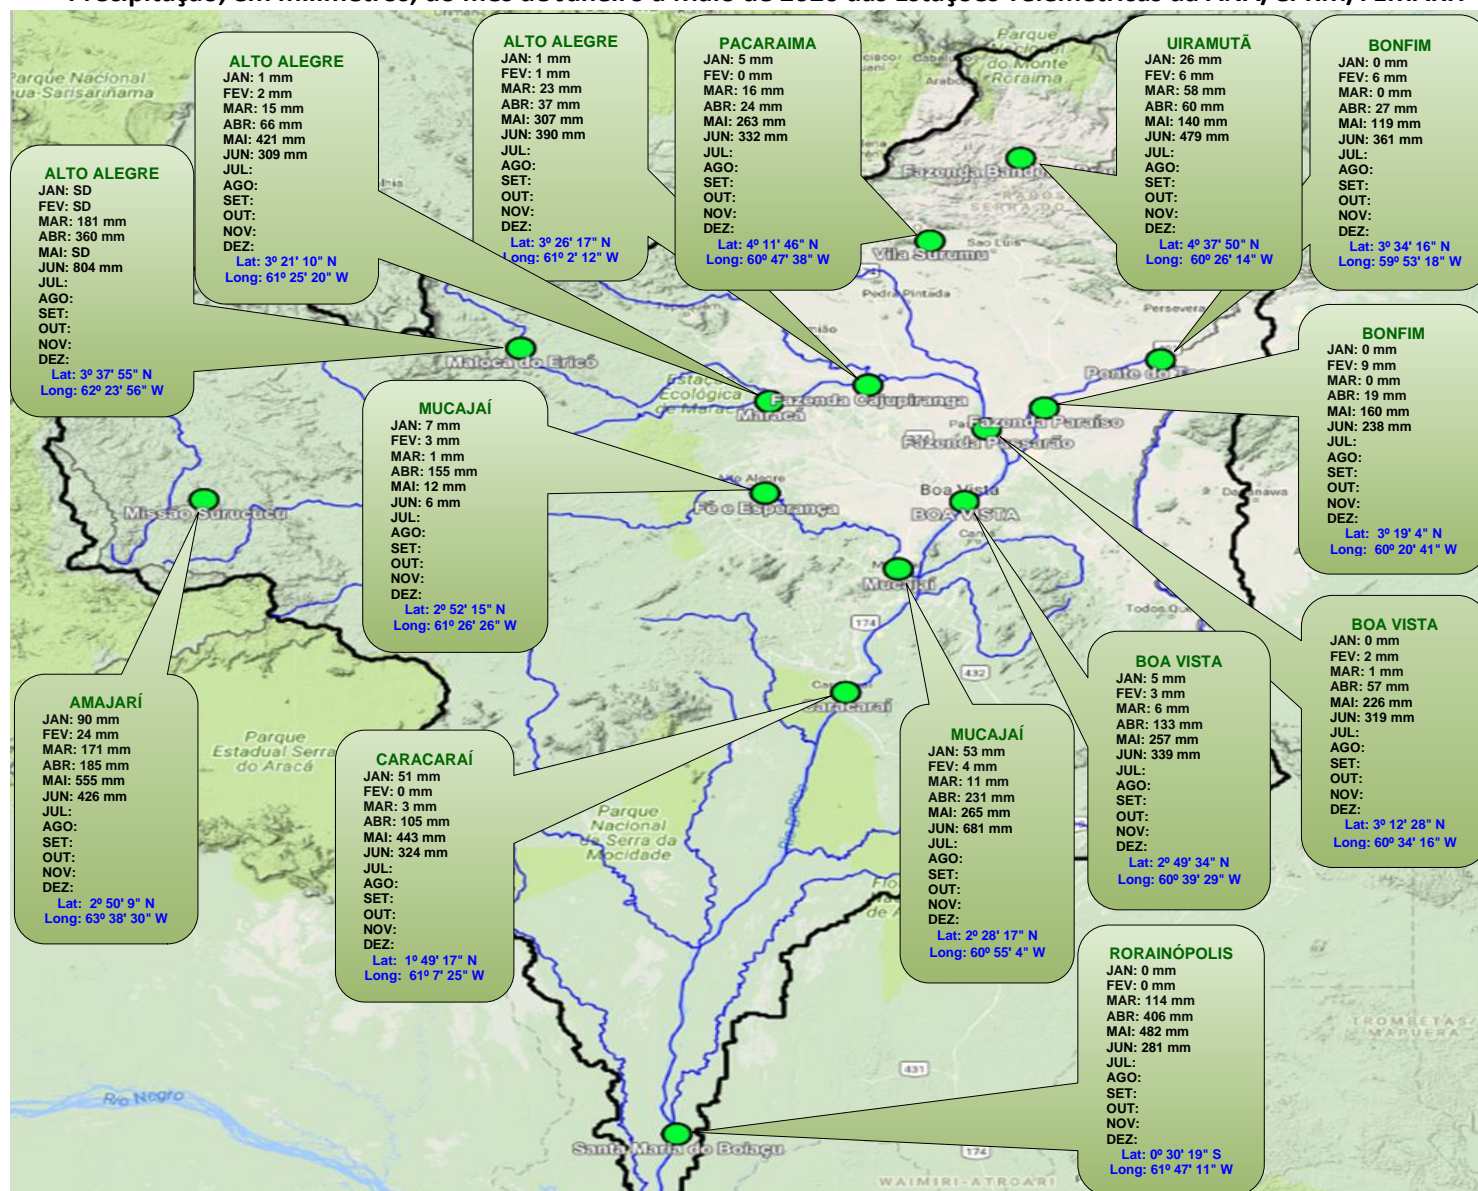 ALTO ALEGRE
JAN: 1 mm
FEV: 2 mm
MAR: 15 mm
ABR: 66 mm
MAI: 421 mm
JUN: 309 mm
JUL:
AGO:
SET:
OUT:
NOV:
DEZ:
Lat: 3º 21' 10" N
Long: 61º 25' 20" W
ALTO ALEGRE
JAN: 1 mm
FEV: 1 mm
MAR: 23 mm
ABR: 37 mm
MAI: 307 mm
JUN: 390 mm
JUL:
AGO:
SET:
OUT:
NOV:
DEZ:
Lat: 3º 26' 17" N
Long: 61º 2' 12" W
PACARAIMA
JAN: 5 mm
FEV: 0 mm
MAR: 16 mm
ABR: 24 mm
MAI: 263 mm
JUN: 332 mm
JUL:
AGO:
SET:
OUT:
NOV:
DEZ:
Lat: 4º 11' 46" N
Long: 60º 47' 38" W
UIRAMUTÃ
JAN: 26 mm
FEV: 6 mm
MAR: 58 mm
ABR: 60 mm
MAI: 140 mm
JUN: 479 mm
JUL:
AGO:
SET:
OUT:
NOV:
DEZ:
Lat: 4º 37' 50" N
Long: 60º 26' 14" W
BONFIM
JAN: 0 mm
FEV: 6 mm
MAR: 0 mm
ABR: 27 mm
MAI: 119 mm
JUN: 361 mm
JUL:
AGO:
SET:
OUT:
NOV:
DEZ:
Lat: 3º 34' 16" N
Long: 59º 53' 18" W
ALTO ALEGRE
JAN: SD
FEV: SD
MAR: 181 mm
ABR: 360 mm
MAI: SD
JUN: 804 mm
JUL:
AGO:
SET:
OUT:
NOV:
DEZ:
Lat: 3º 37' 55" N
Long: 62º 23' 56" W
BONFIM
JAN: 0 mm
FEV: 9 mm
MAR: 0 mm
ABR: 19 mm
MAI: 160 mm
JUN: 238 mm
JUL:
AGO:
SET:
OUT:
NOV:
DEZ:
Lat: 3º 19' 4" N
Long: 60º 20' 41" W
MUCAJAÍ
JAN: 7 mm
FEV: 3 mm
MAR: 1 mm
ABR: 155 mm
MAI: 12 mm
JUN: 6 mm
JUL:
AGO:
SET:
OUT:
NOV:
DEZ:
Lat: 2º 52' 15" N
Long: 61º 26' 26" W
BOA VISTA
JAN: 0 mm
FEV: 2 mm
MAR: 1 mm
ABR: 57 mm
MAI: 226 mm
JUN: 319 mm
JUL:
AGO:
SET:
OUT:
NOV:
DEZ:
Lat: 3º 12' 28" N
Long: 60º 34' 16" W
BOA VISTA
JAN: 5 mm
FEV: 3 mm
MAR: 6 mm
ABR: 133 mm
MAI: 257 mm
JUN: 339 mm
JUL:
AGO:
SET:
OUT:
NOV:
DEZ:
Lat: 2º 49' 34" N
Long: 60º 39' 29" W
AMAJARÍ
JAN: 90 mm
FEV: 24 mm
MAR: 171 mm
ABR: 185 mm
MAI: 555 mm
JUN: 426 mm
JUL:
AGO:
SET:
OUT:
NOV:
DEZ:
Lat: 2º 50' 9" N
Long: 63º 38' 30" W
CARACARAÍ
JAN: 51 mm
FEV: 0 mm
MAR: 3 mm
ABR: 105 mm
MAI: 443 mm
JUN: 324 mm
JUL:
AGO:
SET:
OUT:
NOV:
DEZ:
Lat: 1º 49' 17" N
Long: 61º 7' 25" W
MUCAJAÍ
JAN: 53 mm
FEV: 4 mm
MAR: 11 mm
ABR: 231 mm
MAI: 265 mm
JUN: 681 mm
JUL:
AGO:
SET:
OUT:
NOV:
DEZ:
Lat: 2º 28' 17" N
Long: 60º 55' 4" W
RORAINÓPOLIS
JAN: 0 mm
FEV: 0 mm
MAR: 114 mm
ABR: 406 mm
MAI: 482 mm
JUN: 281 mm
JUL:
AGO:
SET:
OUT:
NOV:
DEZ:
Lat: 0º 30' 19" S
Long: 61º 47' 11" W
Parque
do Monte
Roraima
Vila Surumu
Sao Luis
Pedra Pintada
Maloca do Ericó
Estação
Ecológica
de Maracá
Maracá
Fazenda Cajupiranga
Fazenda Paraíso
Fazenda Passarão
Missão Surucucu
Alto Alegre
Fé e Esperança
Boa Vista
BOA VISTA
Mucajaí
174
432
Caracaraí
Parque
Estadual Serra
do Aracá
Parque
Nacional
da Serra da
Mocidade
Rio Branco
Rio Negro
431
174
Santa Maria do Boiaçu
TROMBETAS
MAPUERA
WAIMIRI-ATROARI